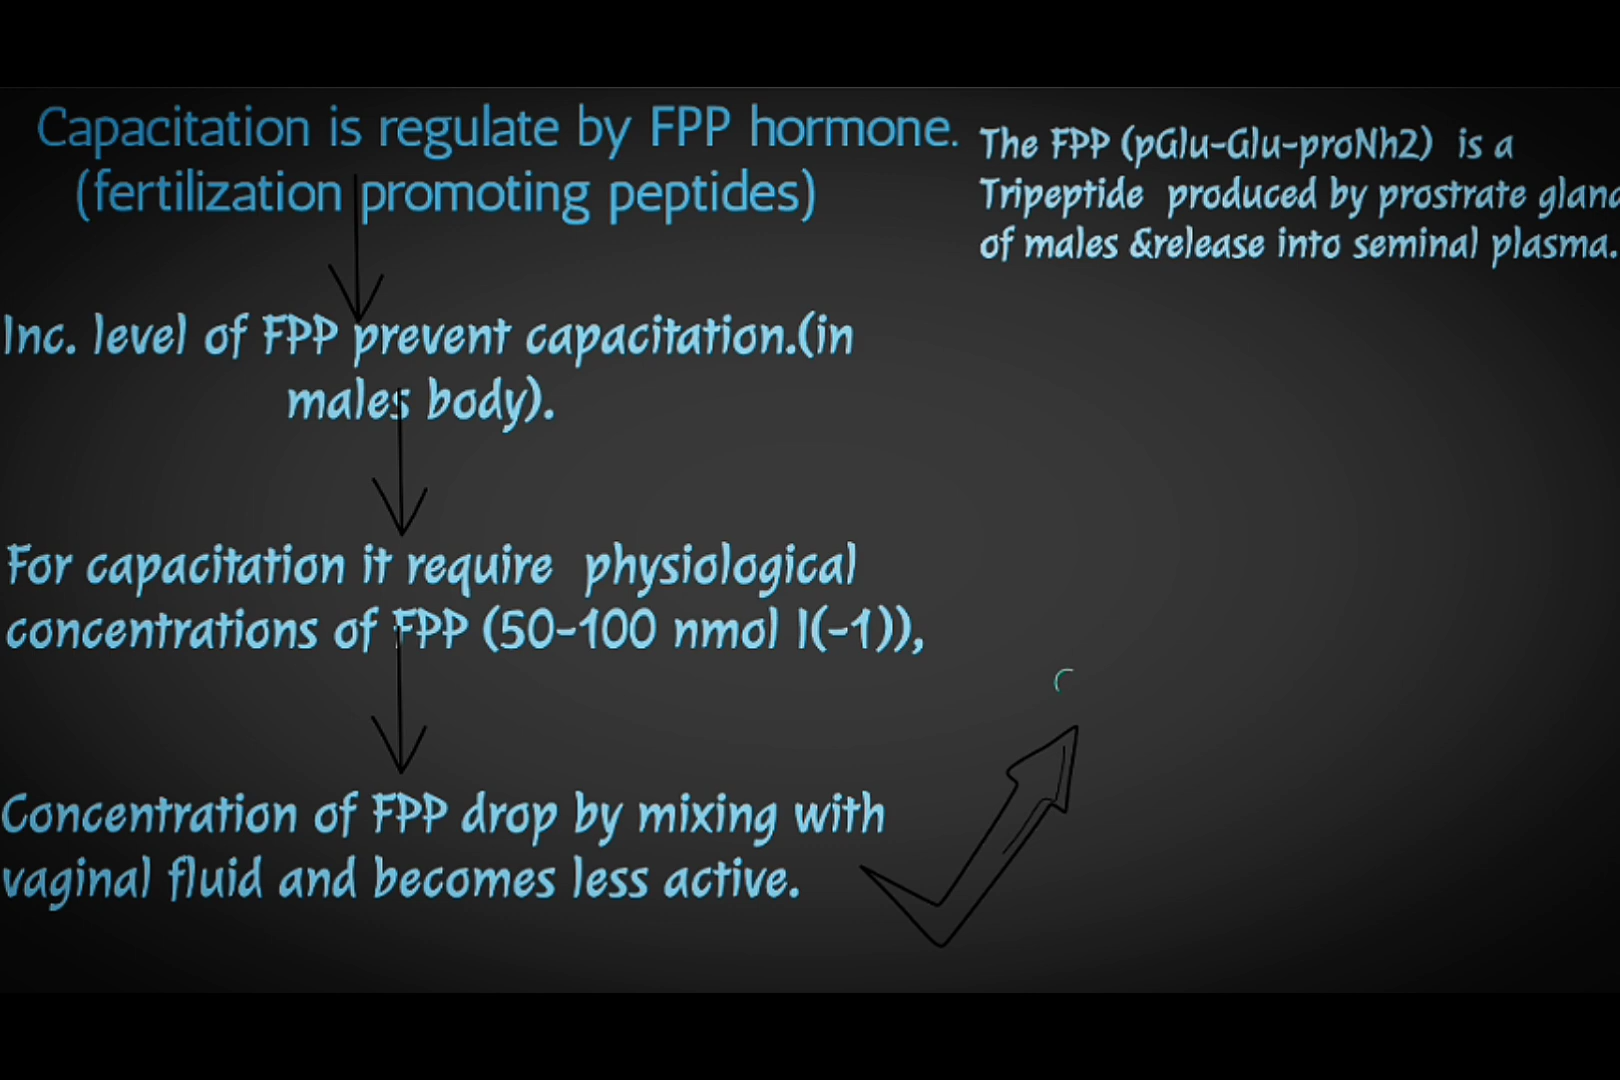 Capacitation is regulate by FPP hormone.
(fertilization promoting peptides)
The FPP (pGlu-Glu-proNh2) is a
Tripeptide produced by prostrate gland
of males &release into seminal plasma.
Inc. level of FPP prevent capacitation.(in
males body).
For capacitation it require physiological
concentrations of FPP (50-100 nmol l(-1)),
Concentration of FPP drop by mixing with
vaginal fluid and becomes less active.